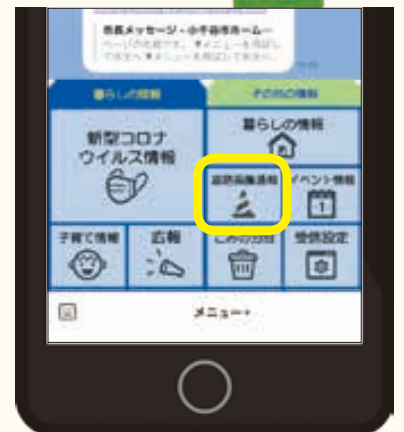 市長メッセージ・小千谷市ホーム…
暮らしの情報
その他の情報
新型コロナ
ウイルス情報
暮らしの情報
道路損傷通報
イベント情報
子育て情報
広報
ごみの分別
受信設定
メニュー